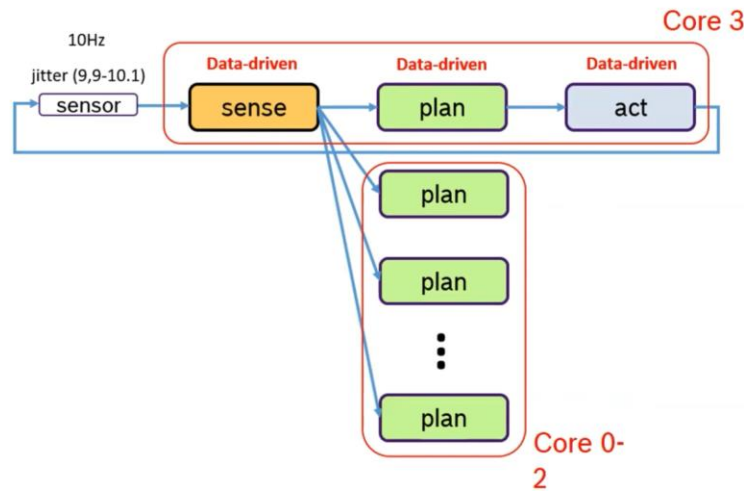 Core 3
10Hz
jitter (9,9-10.1)
sensor
Data-driven
sense
Data-driven
plan
Data-driven
act
plan
plan
plan
Core 0-
2